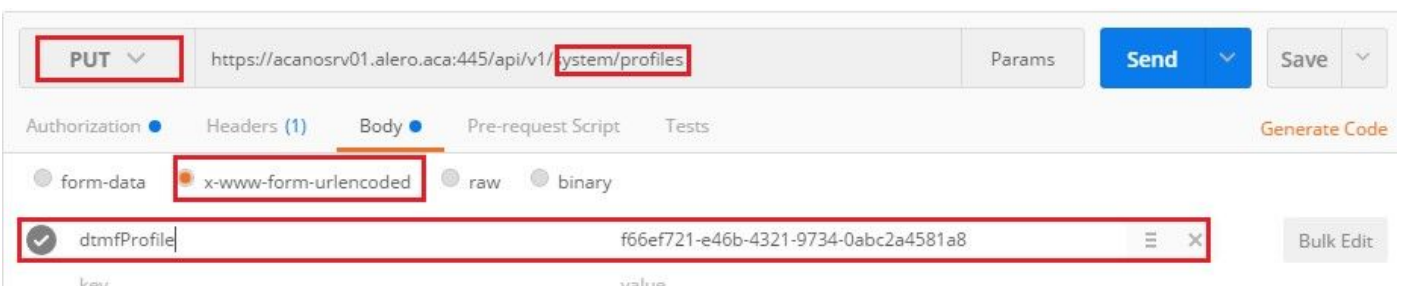 PUT https://acanosrv01.alero.aca:445/api/v1/system/profiles Params Send Save
Authorization Headers (1) Body Pre-request Script Tests Generate Code
form-data x-www-form-urlencoded raw binary
dtmfProfile f66ef721-e46b-4321-9734-0abc2a4581a8 Bulk Edit
key value